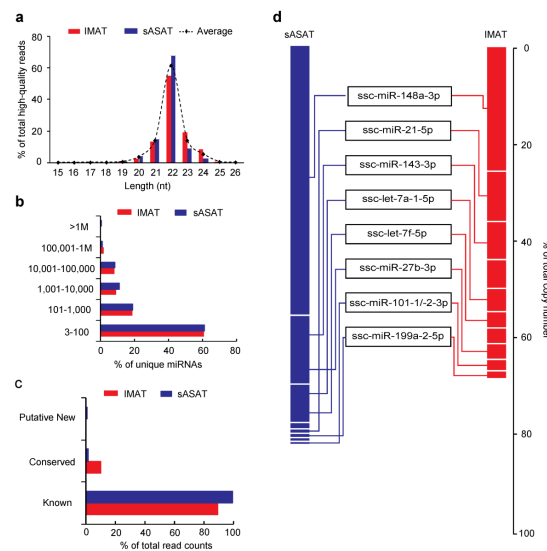 a
IMAT sASAT Average
% of total high-quality reads
80
60
40
20
0
15 16 17 18 19 20 21 22 23 24 25 26
Length (nt)
b
IMAT sASAT
>1M
100,001-1M
10,001-100,000
1,001-10,000
101-1,000
3-100
0 20 40 60 80
% of unique miRNAs
c
IMAT sASAT
Putative New
Conserved
Known
0 20 40 60 80 100
% of total read counts
d
sASAT IMAT
ssc-miR-148a-3p
ssc-miR-21-5p
ssc-miR-143-3p
ssc-let-7a-1-5p
ssc-let-7f-5p
ssc-miR-27b-3p
ssc-miR-101-1/-2-3p
ssc-miR-199a-2-5p
0
20
40
60
80
100
% of total copy number